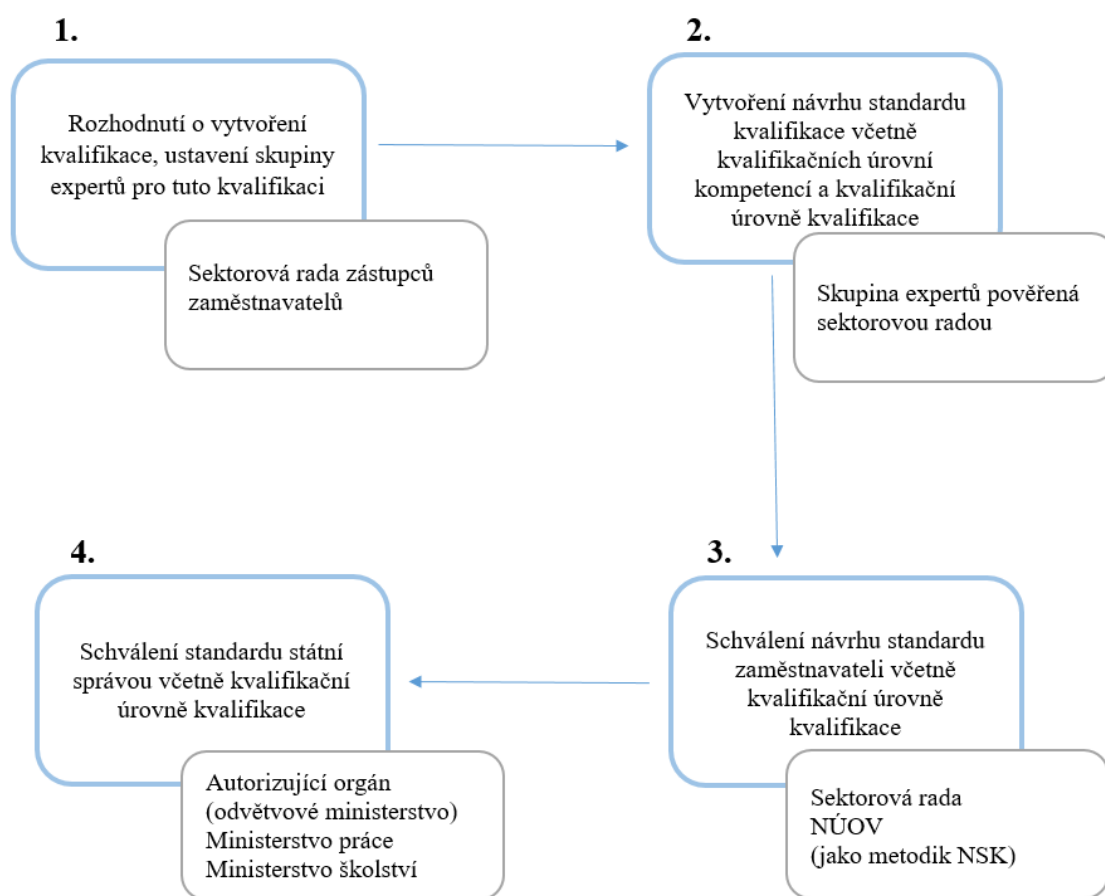 1.
Rozhodnutí o vytvoření
kvalifikace, ustavení skupiny
expertů pro tuto kvalifikaci
Sektorová rada zástupců
zaměstnavatelů
2.
Vytvoření návrhu standardu
kvalifikace včetně
kvalifikačních úrovní
kompetencí a kvalifikační
úrovně kvalifikace
Skupina expertů pověřená
sektorovou radou
3.
Schválení návrhu standardu
zaměstnavateli včetně
kvalifikační úrovně
kvalifikace
Sektorová rada
NÚOV
(jako metodik NSK)
4.
Schválení standardu státní
správou včetně kvalifikační
úrovně kvalifikace
Autorizující orgán
(odvětvové ministerstvo)
Ministerstvo práce
Ministerstvo školství